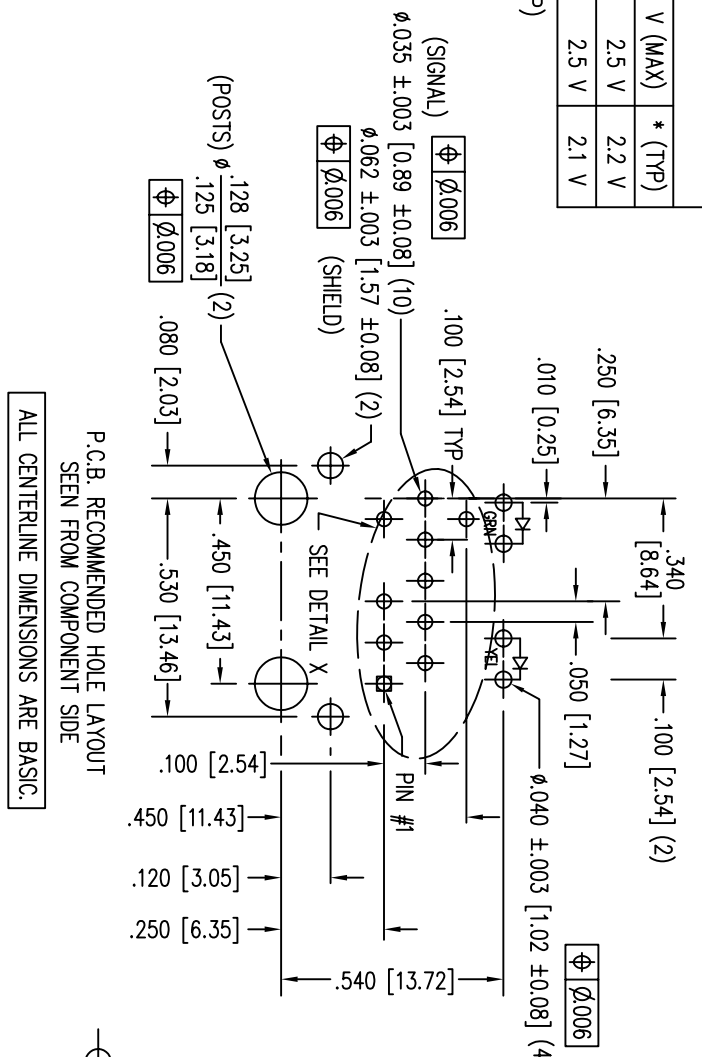 V (MAX) * (TYP)
2.5 V 2.2 V
2.5 V 2.1 V
(SIGNAL)
ø.035 ±.003 [0.89 ±0.08] (10)
⌖ Ø.006
ø.062 ±.003 [1.57 ±0.08] (2)
(SHIELD)
⌖ Ø.006
(POSTS) ø .128 [3.25]
.125 [3.18] (2)
⌖ Ø.006
.080 [2.03]
.100 [2.54] TYP
.010 [0.25]
.250 [6.35]
.340
[8.64]
.100 [2.54] (2)
.050 [1.27]
GRN
YEL
ø.040 ±.003 [1.02 ±0.08] (4
⌖ Ø.006
SEE DETAIL X
PIN #1
.450 [11.43]
.530 [13.46]
.100 [2.54]
.450 [11.43]
.120 [3.05]
.250 [6.35]
.540 [13.72]
P.C.B. RECOMMENDED HOLE LAYOUT
SEEN FROM COMPONENT SIDE
ALL CENTERLINE DIMENSIONS ARE BASIC.